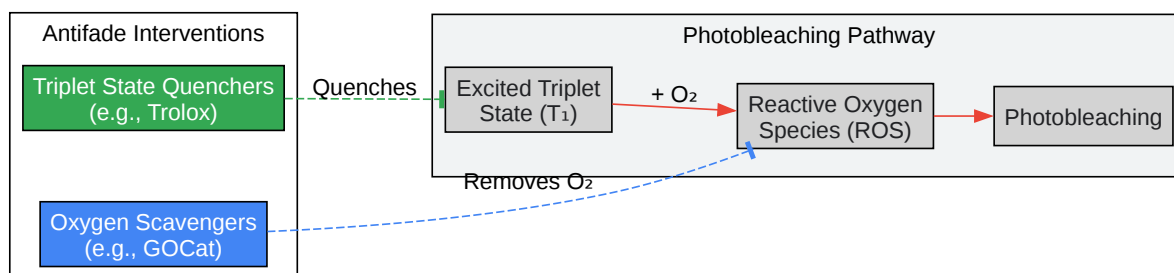 Antifade Interventions
Triplet State Quenchers
(e.g., Trolox)
Oxygen Scavengers
(e.g., GOCat)
Quenches
Removes O₂
Photobleaching Pathway
Excited Triplet
State (T₁)
+ O₂
Reactive Oxygen
Species (ROS)
Photobleaching